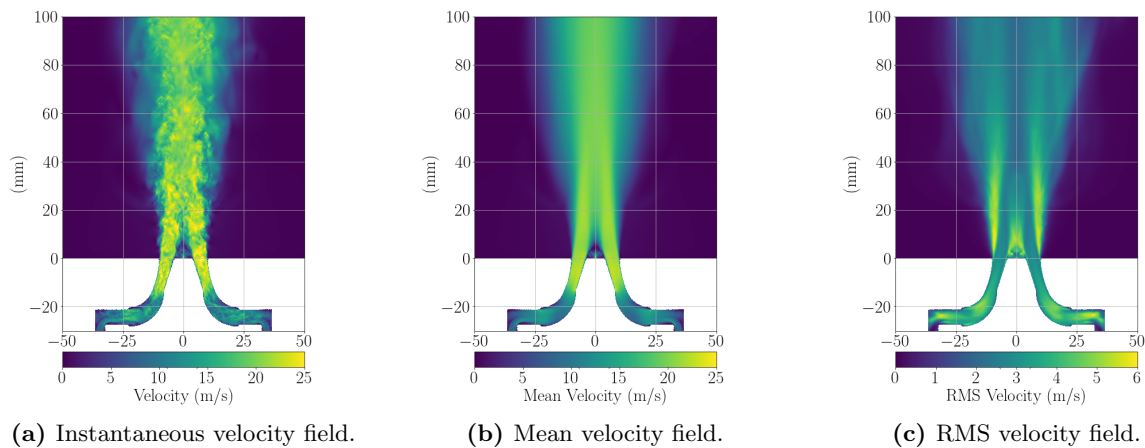 100
80
60
40
20
0
−20
(mm)
−50 −25 0 25 50
0 5 10 15 20 25
Velocity (m/s)
(a) Instantaneous velocity field.
100
80
60
40
20
0
−20
(mm)
−50 −25 0 25 50
0 5 10 15 20 25
Mean Velocity (m/s)
(b) Mean velocity field.
100
80
60
40
20
0
−20
(mm)
−50 −25 0 25 50
0 1 2 3 4 5 6
RMS Velocity (m/s)
(c) RMS velocity field.